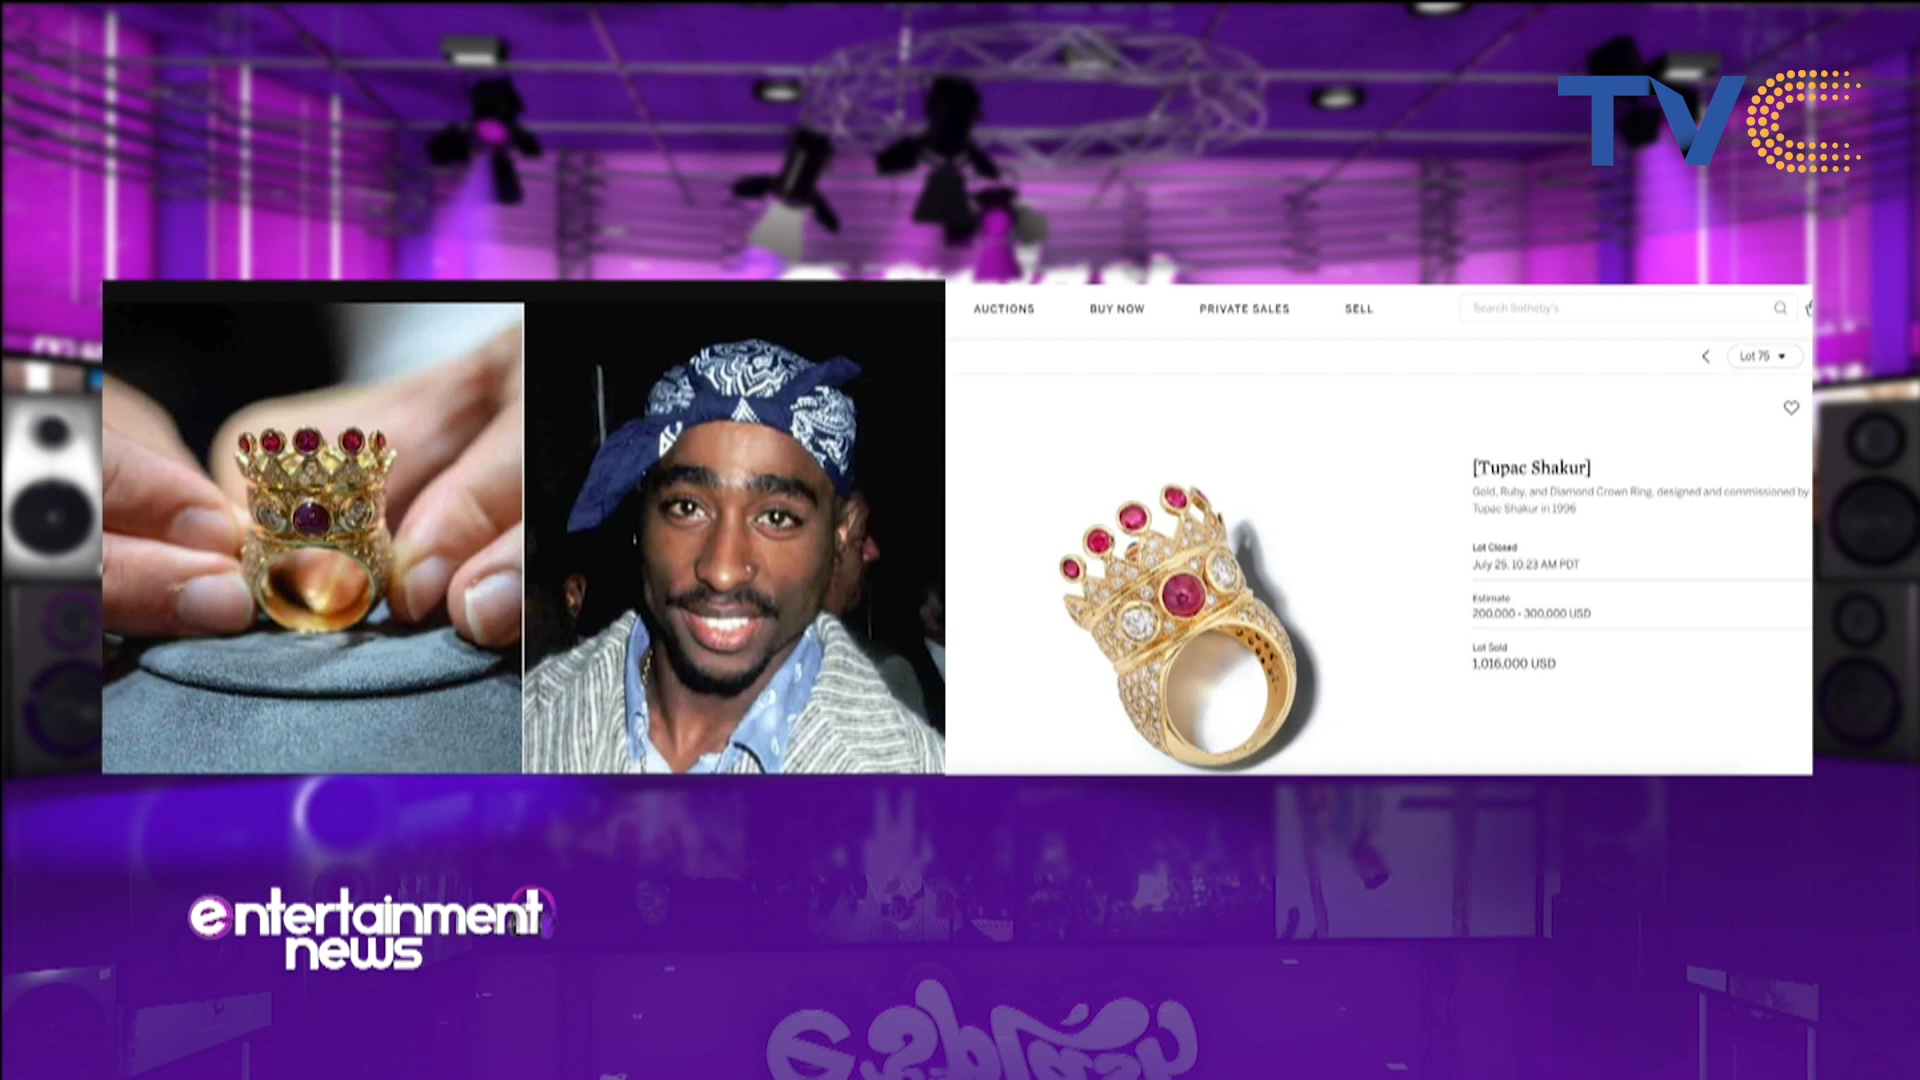 TVC
AUCTIONS BUY NOW PRIVATE SALES SELL Search Sotheby's
Lot 75
[Tupac Shakur]
Gold, Ruby, and Diamond Crown Ring, designed and commissioned by
Tupac Shakur in 1996
Lot Closed
July 25, 10:23 AM PDT
Estimate
200,000 - 300,000 USD
Lot Sold
1,016,000 USD
entertainment
news